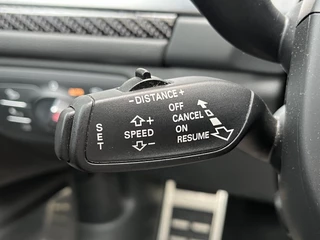 - DISTANCE +
OFF
CANCEL
ON
RESUME
+
SPEED
-
SET